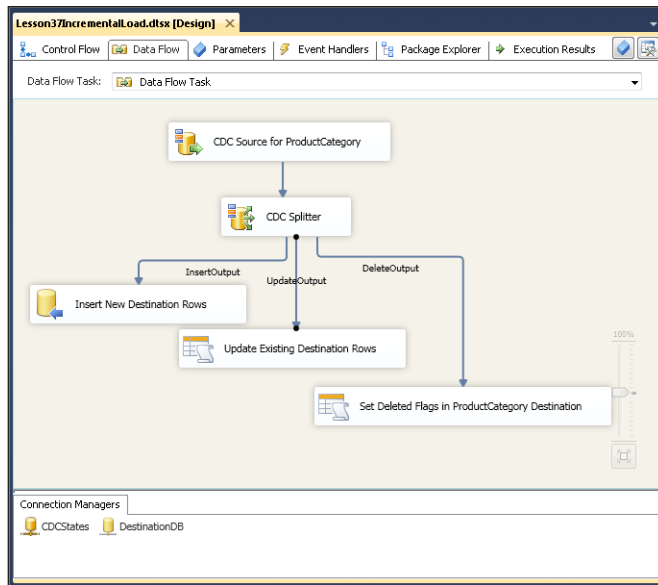 Lesson37IncrementalLoad.dtsx [Design] ×
Control Flow Data Flow Parameters Event Handlers Package Explorer Execution Results
Data Flow Task: Data Flow Task
CDC Source for ProductCategory
CDC Splitter
InsertOutput
UpdateOutput
DeleteOutput
Insert New Destination Rows
Update Existing Destination Rows
Set Deleted Flags in ProductCategory Destination
100%
Connection Managers
CDCStates DestinationDB